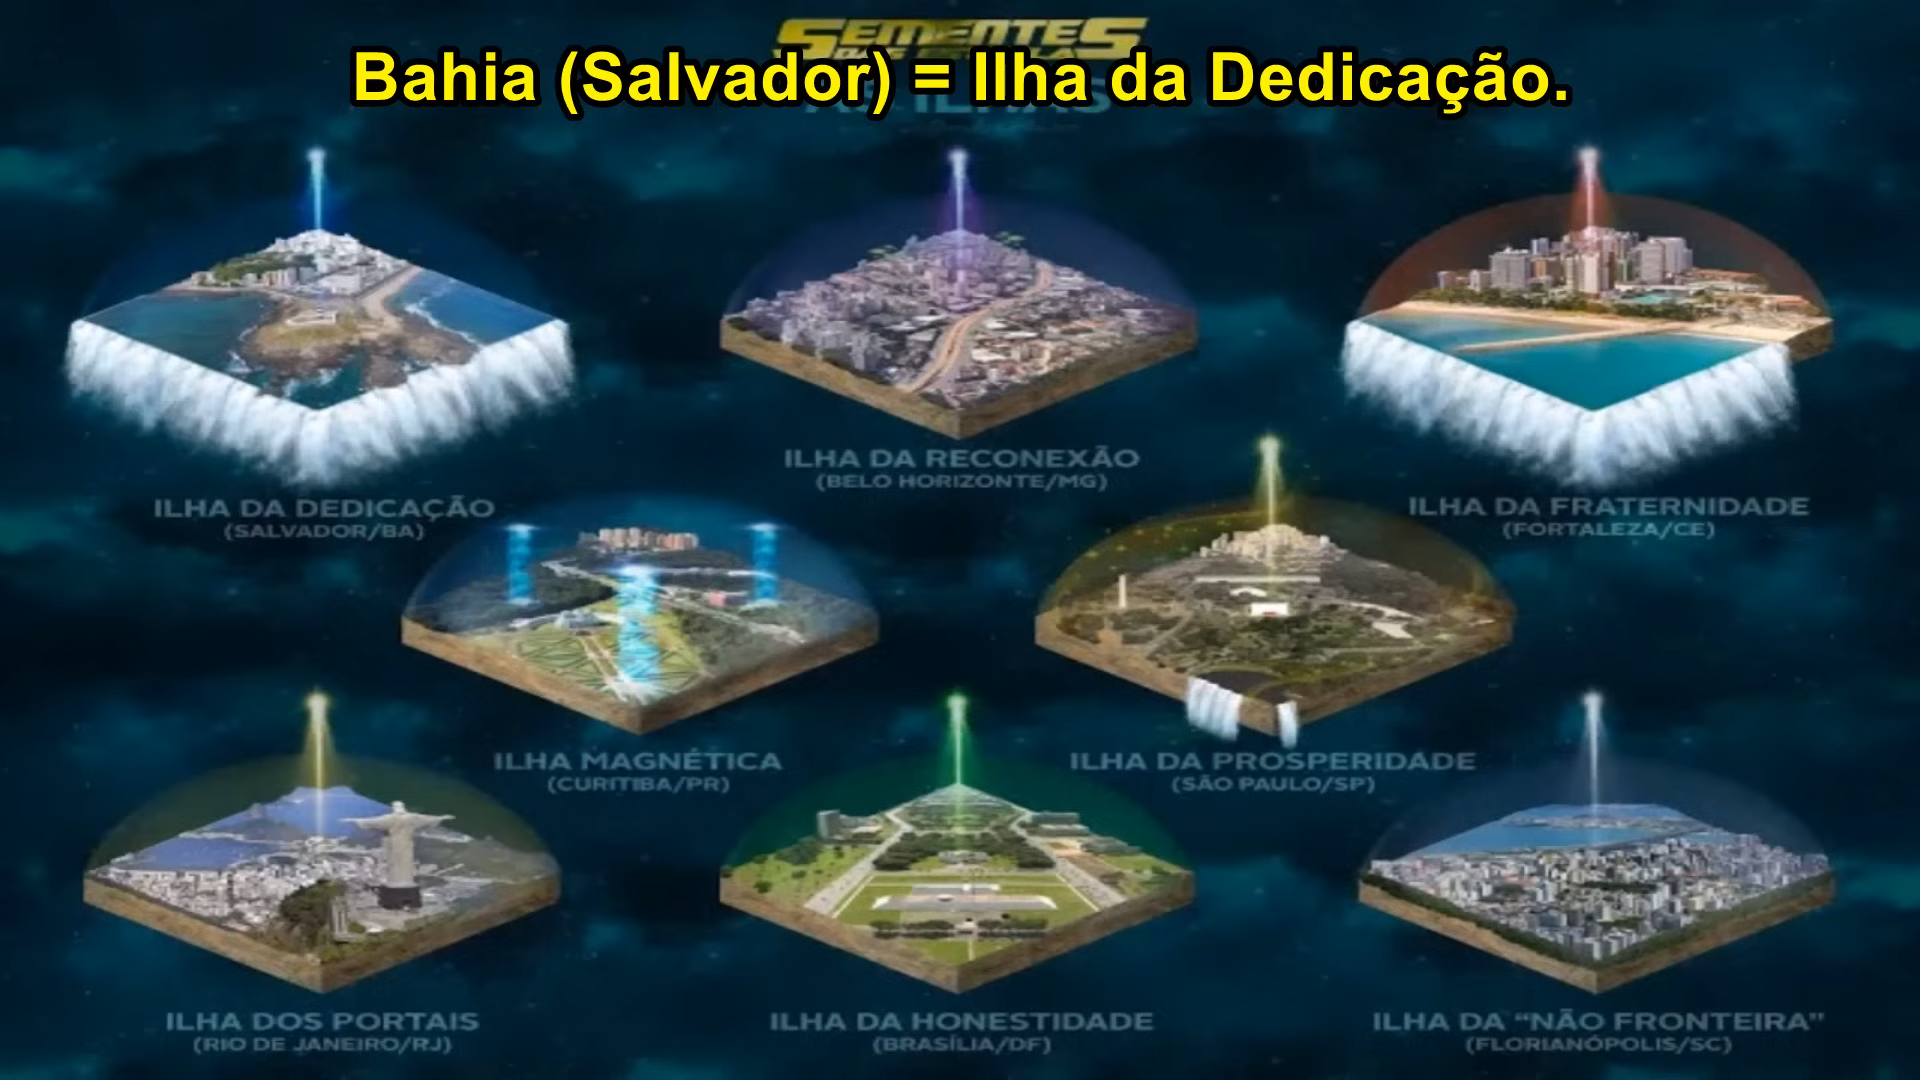 SEMENTES
Bahia (Salvador) = Ilha da Dedicação.
ILHA DA RECONEXÃO
(BELO HORIZONTE/MG)
ILHA DA DEDICAÇÃO
(SALVADOR/BA)
ILHA DA FRATERNIDADE
(FORTALEZA/CE)
ILHA MAGNÉTICA
(CURITIBA/PR)
ILHA DA PROSPERIDADE
(SÃO PAULO/SP)
ILHA DOS PORTAIS
(RIO DE JANEIRO/RJ)
ILHA DA HONESTIDADE
(BRASÍLIA/DF)
ILHA DA “NÃO FRONTEIRA”
(FLORIANÓPOLIS/SC)